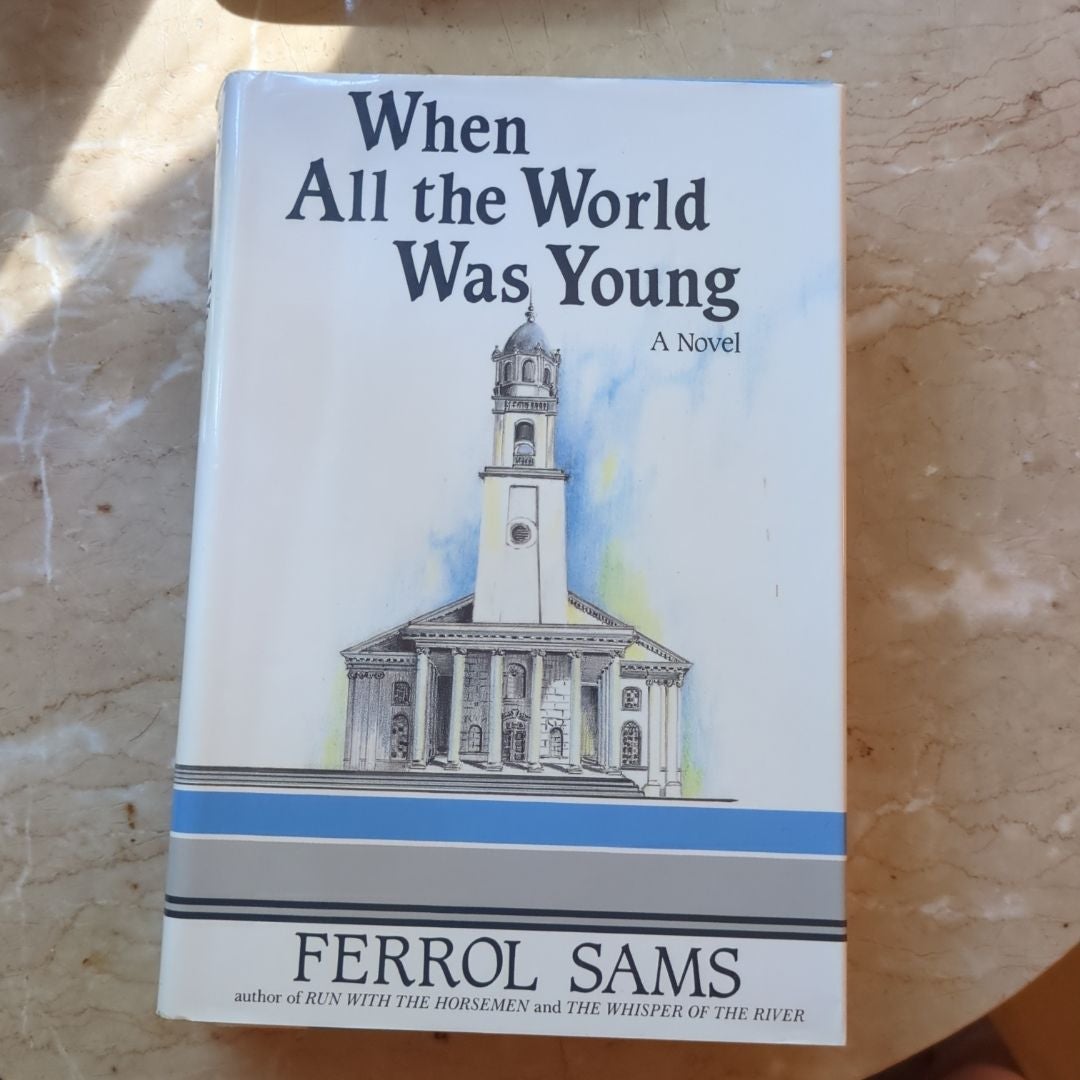 When
All the World
Was Young
A Novel
FERROL SAMS
author of RUN WITH THE HORSEMEN and THE WHISPER OF THE RIVER